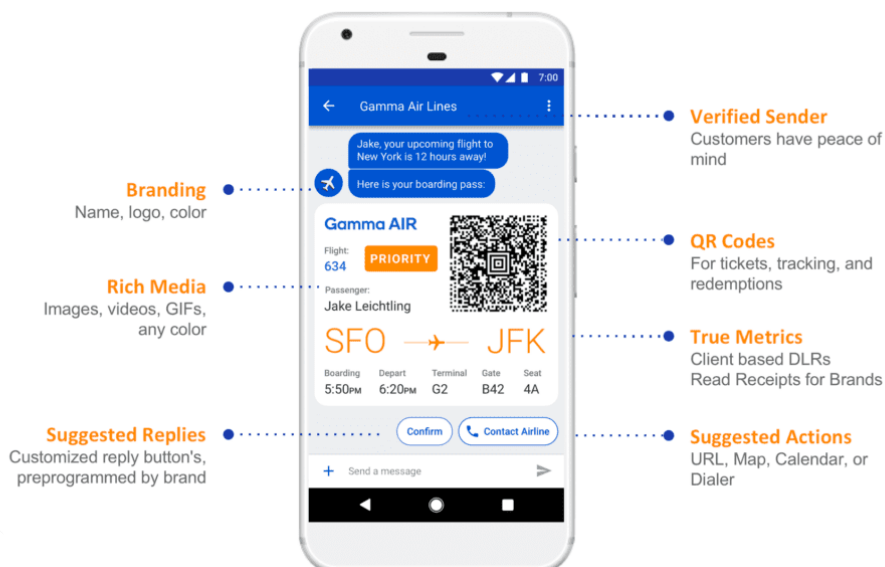 7:00
Gamma Air Lines
Jake, your upcoming flight to
New York is 12 hours away!
Here is your boarding pass:
Gamma AIR
Flight:
634
PRIORITY
Passenger:
Jake Leichtling
SFO JFK
Boarding Depart Terminal Gate Seat
5:50PM 6:20PM G2 B42 4A
Confirm Contact Airline
Send a message
Branding
Name, logo, color
Rich Media
Images, videos, GIFs,
any color
Suggested Replies
Customized reply button's,
preprogrammed by brand
Verified Sender
Customers have peace of
mind
QR Codes
For tickets, tracking, and
redemptions
True Metrics
Client based DLRs
Read Receipts for Brands
Suggested Actions
URL, Map, Calendar, or
Dialer